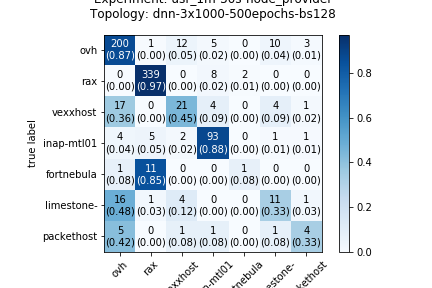 Topology: dnn-3x1000-500epochs-bs128
ovh 200 1 12 5 0 10 3
(0.87) (0.00) (0.05) (0.02) (0.00) (0.04) (0.01)
rax 0 339 0 8 2 0 0
(0.00) (0.97) (0.00) (0.02) (0.01) (0.00) (0.00)
vexxhost 17 0 21 4 0 4 1
(0.36) (0.00) (0.45) (0.09) (0.00) (0.09) (0.02)
inap-mtl01 4 5 2 93 0 1 1
(0.04) (0.05) (0.02) (0.88) (0.00) (0.01) (0.01)
fortnebula 1 11 0 0 1 0 0
(0.08) (0.85) (0.00) (0.00) (0.08) (0.00) (0.00)
limestone- 16 1 4 0 0 11 1
(0.48) (0.03) (0.12) (0.00) (0.00) (0.33) (0.03)
packethost 5 0 1 1 0 1 4
(0.42) (0.00) (0.08) (0.08) (0.00) (0.08) (0.33)
true label
ovh rax xxhost mtl01 tnebula stone- kethost
0.8
0.6
0.4
0.2
0.0